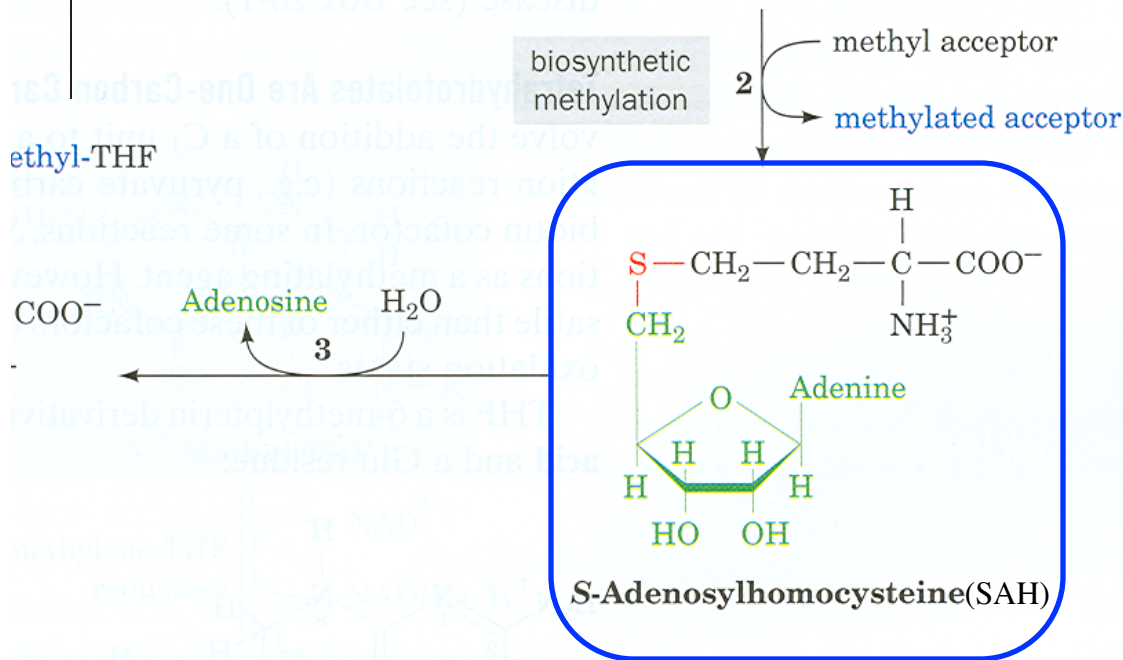 biosynthetic
methylation
2
methyl acceptor
methylated acceptor
ethyl-THF
COO⁻
Adenosine
H₂O
3
H
S—CH₂—CH₂—C—COO⁻
CH₂
NH₃⁺
O
Adenine
H
H
H
H
HO
OH
S-Adenosylhomocysteine(SAH)